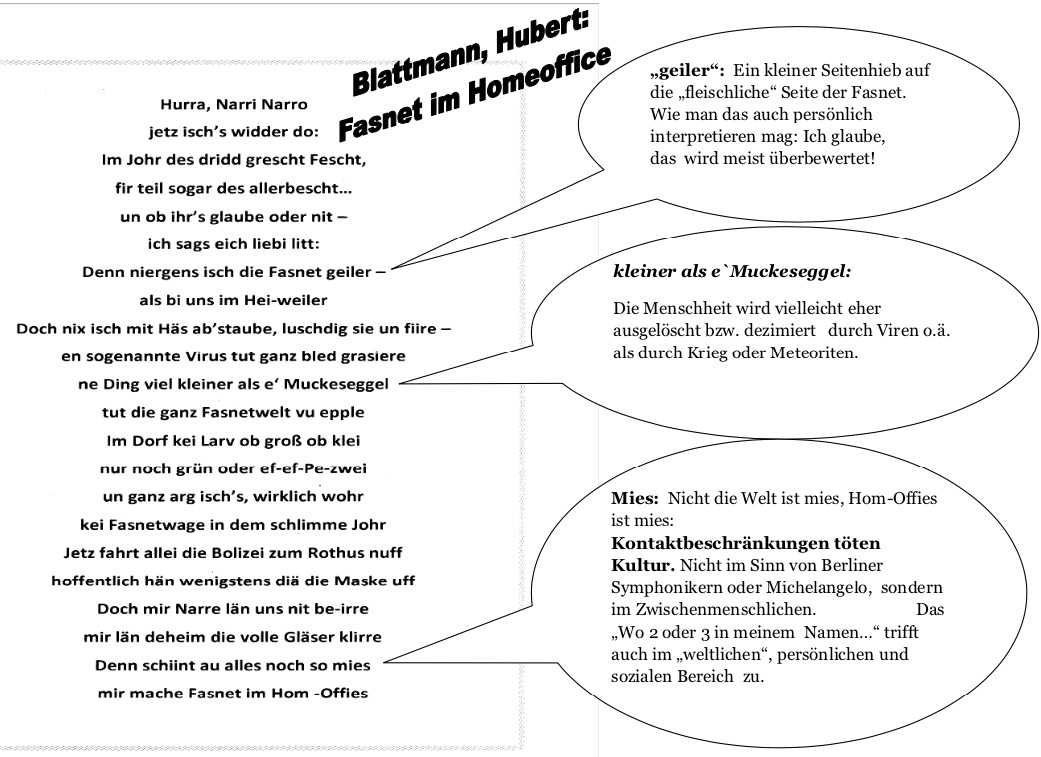 Blattmann, Hubert:
Fasnet im Homeoffice
Hurra, Narri Narro
jetz isch's widder do:
Im Johr des dridd grescht Fescht,
fir teil sogar des allerbescht...
un ob ihr's glaube oder nit –
ich sags eich liebi litt:
Denn niergens isch die Fasnet geiler –
als bi uns im Hei-weiler
Doch nix isch mit Häs ab'staube, luschdig sie un fiire –
en sogenannte Virus tut ganz bled grasiere
ne Ding viel kleiner als e' Muckeseggel
tut die ganz Fasnetwelt vu epple
Im Dorf kei Larv ob groß ob klei
nur noch grün oder ef-ef-Pe-zwei
un ganz arg isch's, wirklich wohr
kei Fasnetwage in dem schlimme Johr
Jetz fahrt allei die Bolizei zum Rothus nuff
hoffentlich hän wenigstens diä die Maske uff
Doch mir Narre län uns nit be-irre
mir län deheim die volle Gläser klirre
Denn schiint au alles noch so mies
mir mache Fasnet im Hom -Offies
„geiler“: Ein kleiner Seitenhieb auf
die „fleischliche“ Seite der Fasnet.
Wie man das auch persönlich
interpretieren mag: Ich glaube,
das wird meist überbewertet!
kleiner als e`Muckeseggel:
Die Menschheit wird vielleicht eher
ausgelöscht bzw. dezimiert durch Viren o.ä.
als durch Krieg oder Meteoriten.
Mies: Nicht die Welt ist mies, Hom-Offies
ist mies:
Kontaktbeschränkungen töten
Kultur. Nicht im Sinn von Berliner
Symphonikern oder Michelangelo, sondern
im Zwischenmenschlichen. Das
„Wo 2 oder 3 in meinem Namen...“ trifft
auch im „weltlichen“, persönlichen und
sozialen Bereich zu.